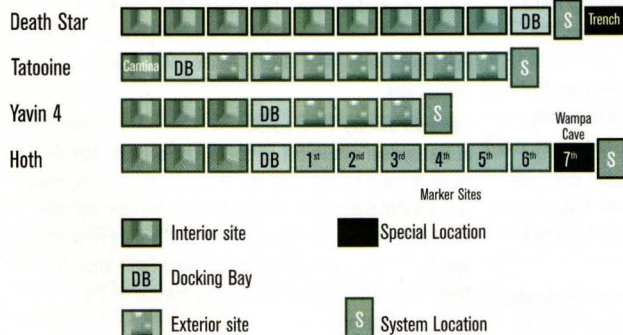 Death Star DB S Trench
Tatooine Cantina DB S
Yavin 4 DB S
Wampa
Cave
Hoth DB 1st 2nd 3rd 4th 5th 6th 7th S
Marker Sites
Interior site Special Location
DB Docking Bay
Exterior site S System Location